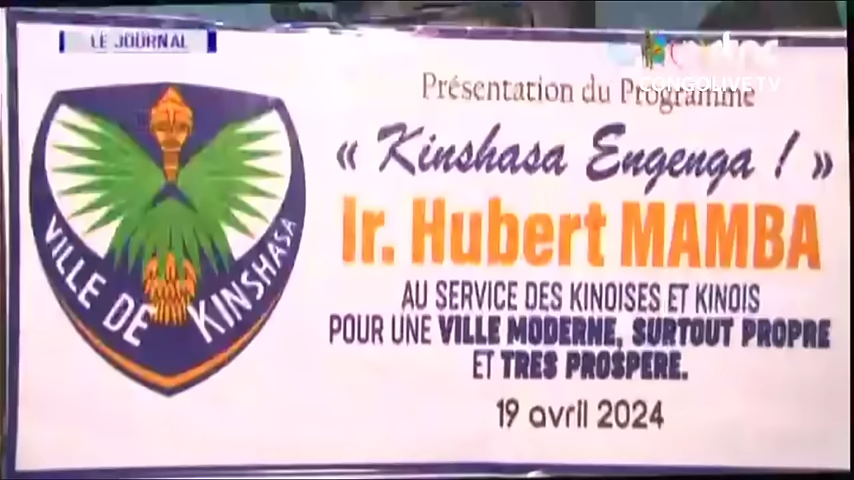 LE JOURNAL
CONGOLIVE TV
Présentation du Programme
« Kinshasa Engenga ! »
Ir. Hubert MAMBA
AU SERVICE DES KINOISES ET KINOIS
POUR UNE VILLE MODERNE, SURTOUT PROPRE
ET TRES PROSPERE.
19 avril 2024
VILLE DE KINSHASA